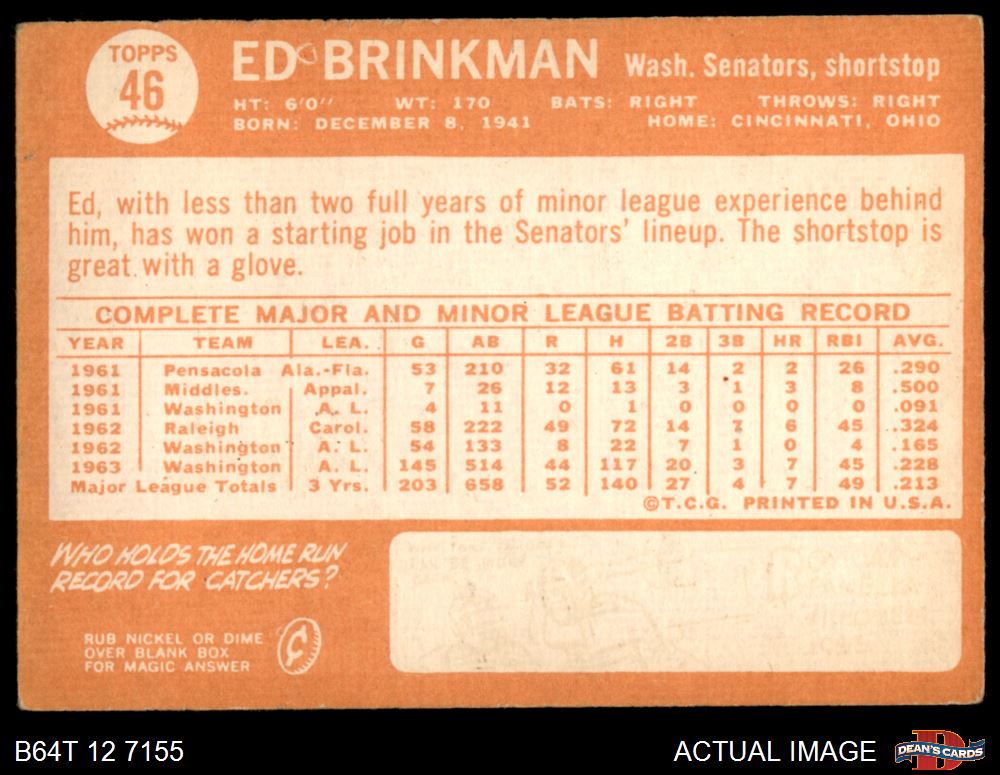 TOPPS
46
ED BRINKMAN Wash. Senators, shortstop
HT: 6'0" WT: 170 BATS: RIGHT THROWS: RIGHT
BORN: DECEMBER 8, 1941 HOME: CINCINNATI, OHIO
Ed, with less than two full years of minor league experience behind
him, has won a starting job in the Senators' lineup. The shortstop is
great with a glove.
COMPLETE MAJOR AND MINOR LEAGUE BATTING RECORD
YEAR TEAM LEA. G AB R H 2B 3B HR RBI AVG.
1961 Pensacola Ala.-Fla. 53 210 32 61 14 2 2 26 .290
1961 Middles. Appal. 7 26 12 13 3 1 3 8 .500
1961 Washington A. L. 4 11 0 1 0 0 0 0 .091
1962 Raleigh Carol. 58 222 49 72 14 7 6 45 .324
1962 Washington A. L. 54 133 8 22 7 1 0 4 .165
1963 Washington A. L. 145 514 44 117 20 3 7 45 .228
Major League Totals 3 Yrs. 203 658 52 140 27 4 7 49 .213
©T.C.G. PRINTED IN U.S.A.
WHO HOLDS THE HOME RUN
RECORD FOR CATCHERS?
RUB NICKEL OR DIME
OVER BLANK BOX
FOR MAGIC ANSWER
B64T 12 7155 ACTUAL IMAGE DEAN'S CARDS